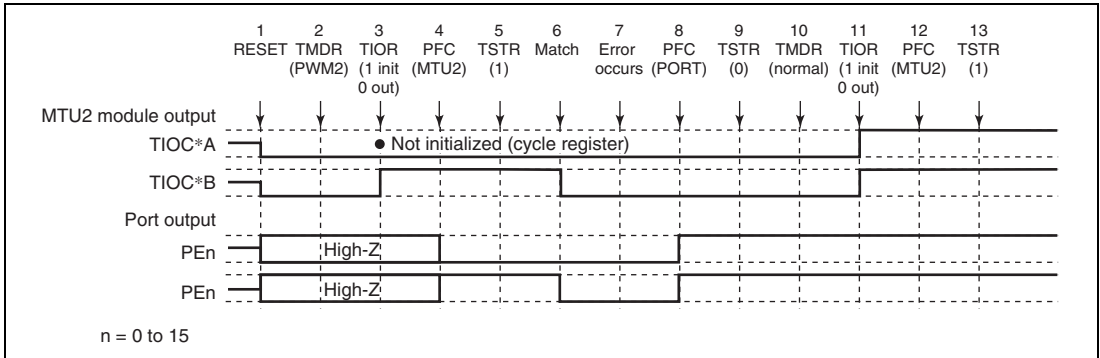 1 2 3 4 5 6 7 8 9 10 11 12 13
RESET TMDR TIOR PFC TSTR Match Error PFC TSTR TMDR TIOR PFC TSTR
(PWM2) (1 init (MTU2) (1) occurs (PORT) (0) (normal) (1 init (MTU2) (1)
0 out) 0 out)
MTU2 module output
TIOC*A
● Not initialized (cycle register)
TIOC*B
Port output
PEn
High-Z
PEn
High-Z
n = 0 to 15